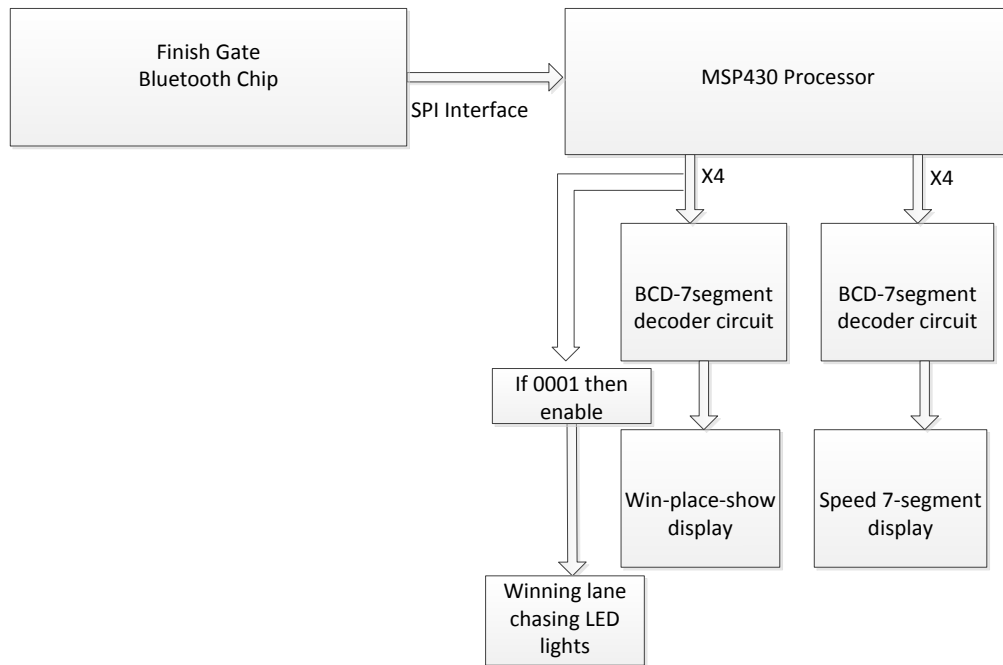 Finish Gate
Bluetooth Chip
MSP430 Processor
SPI Interface
X4
X4
BCD-7segment
decoder circuit
BCD-7segment
decoder circuit
If 0001 then
enable
Win-place-show
display
Speed 7-segment
display
Winning lane
chasing LED
lights